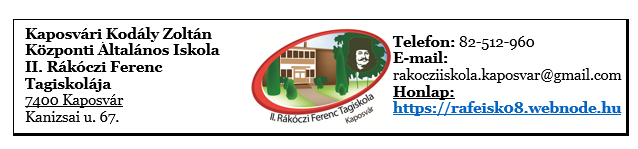 Kaposvári Kodály Zoltán
Központi Általános Iskola
II. Rákóczi Ferenc
Tagiskolája
7400 Kaposvár
Kanizsai u. 67.
II. Rákóczi Ferenc Tagiskola
Kaposvár
Telefon: 82-512-960
E-mail:
rakocziiskola.kaposvar@gmail.com
Honlap:
https://rafeisk08.webnode.hu